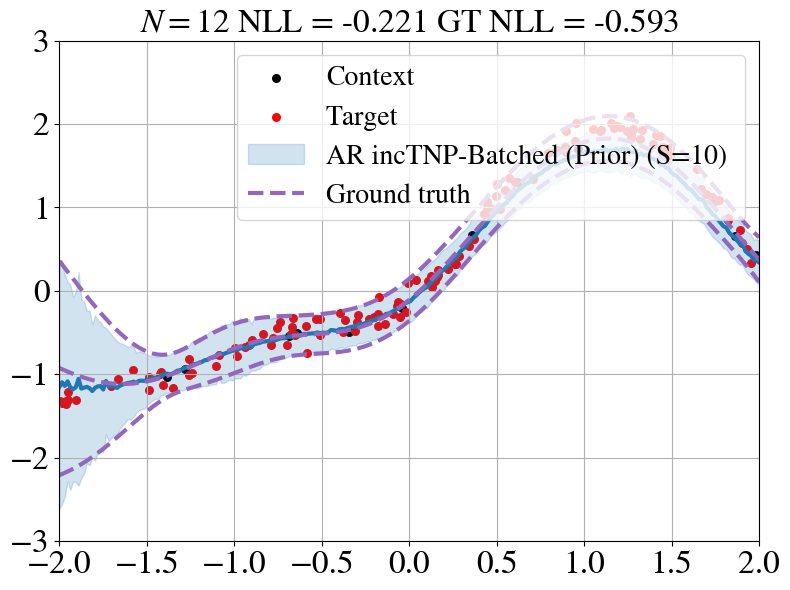 N = 12 NLL = -0.221 GT NLL = -0.593
3
2
1
0
−1
−2
−3
Context
Target
AR incTNP-Batched (Prior) (S=10)
Ground truth
−2.0 −1.5 −1.0 −0.5 0.0 0.5 1.0 1.5 2.0